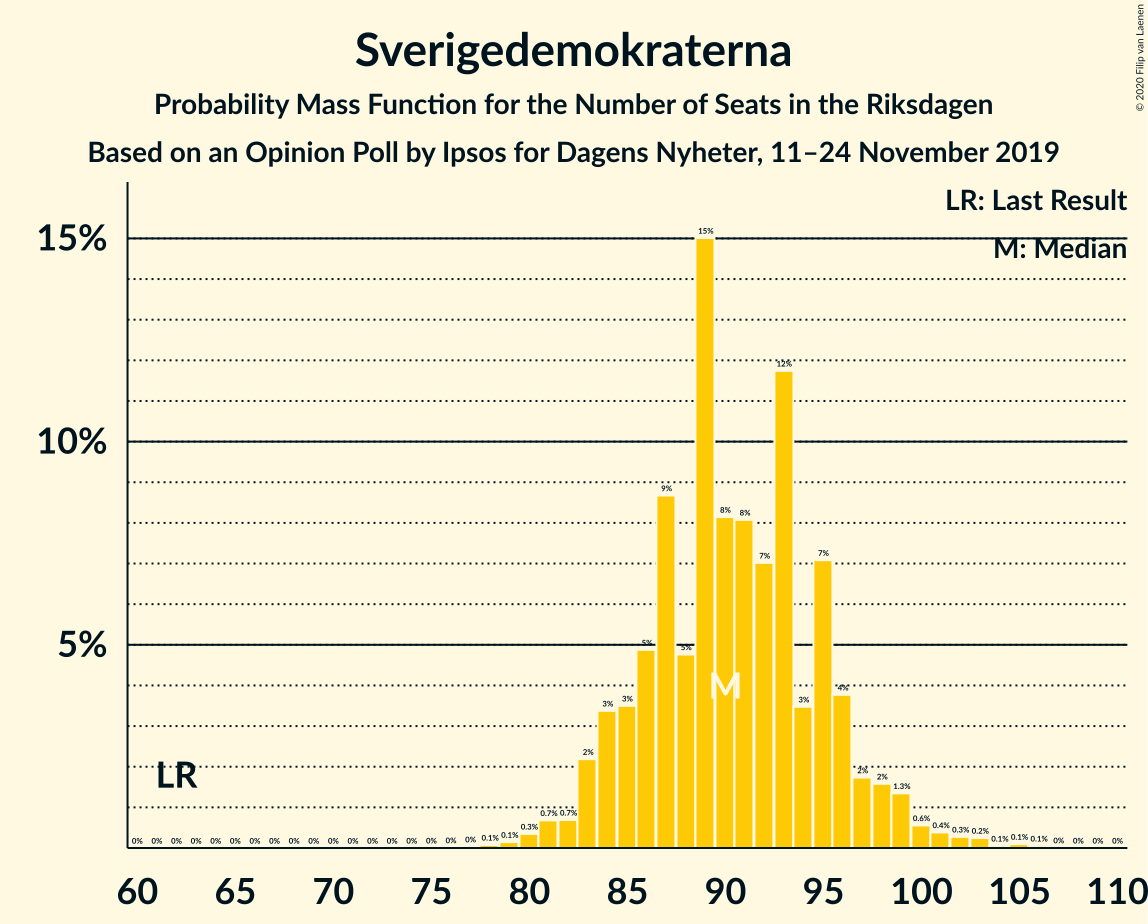 Sverigedemokraterna
Probability Mass Function for the Number of Seats in the Riksdagen
Based on an Opinion Poll by Ipsos for Dagens Nyheter, 11–24 November 2019
© 2020 Filip van Laenen
LR: Last Result
M: Median
15%
10%
5%
0% 0% 0% 0% 0% 0% 0% 0% 0% 0% 0% 0% 0% 0% 0% 0% 0% 0% 0.1% 0.1% 0.3% 0.7% 0.7% 2% 3% 3% 5% 9% 5% 15% 8% 8% 7% 12% 3% 7% 4% 2% 2% 1.3% 0.6% 0.4% 0.3% 0.2% 0.1% 0.1% 0.1% 0% 0% 0% 0%
LR
M
60 65 70 75 80 85 90 95 100 105 110